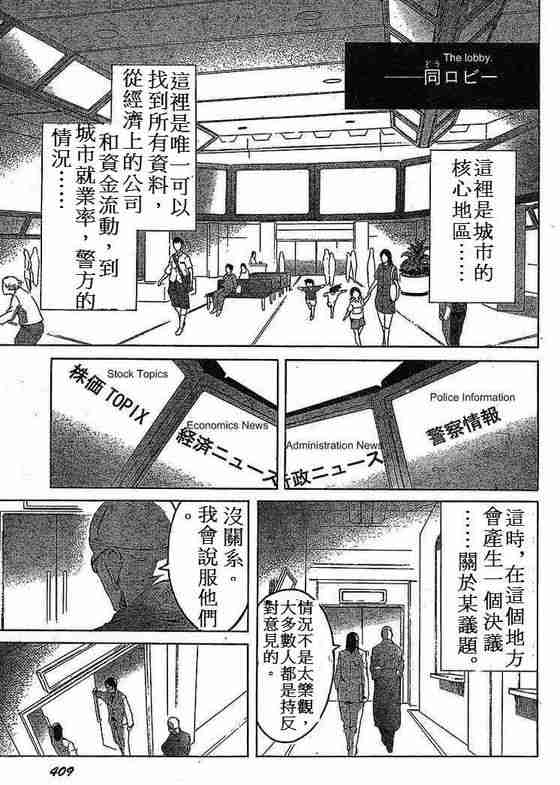 The lobby.
どう
──同ロビー
這裡是城市的
核心地區……
這裡是唯一可以
找到所有資料，
從經濟上的公司
和資金流動，到
城市就業率，警方的
情況……
Police Information
警察情報
Administration News
行政ニュース
Stock Topics
株価TOPIX
Economics News
経済ニュース
這時，在這個地方
會產生一個決議
……關於某議題。
情況不是太樂觀，
大多數人都是持反
對意見的。
沒關系。
我會說服他們
。
409